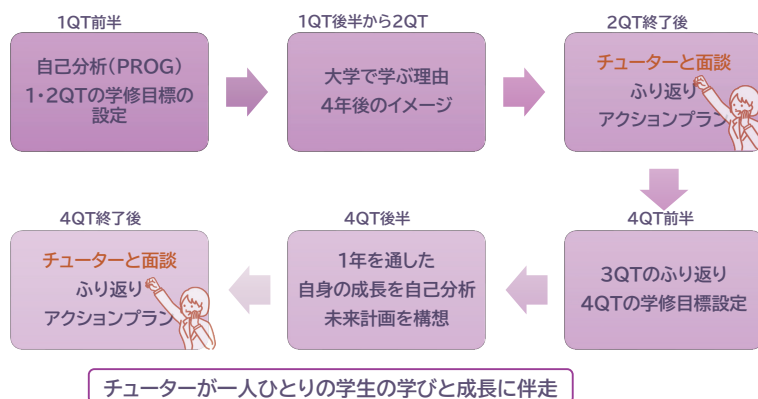 1QT前半
自己分析(PROG)
1・2QTの学修目標の
設定
1QT後半から2QT
大学で学ぶ理由
4年後のイメージ
2QT終了後
チューターと面談
ふり返り
アクションプラン
4QT前半
3QTのふり返り
4QTの学修目標設定
4QT後半
1年を通した
自身の成長を自己分析
未来計画を構想
4QT終了後
チューターと面談
ふり返り
アクションプラン
チューターが一人ひとりの学生の学びと成長に伴走